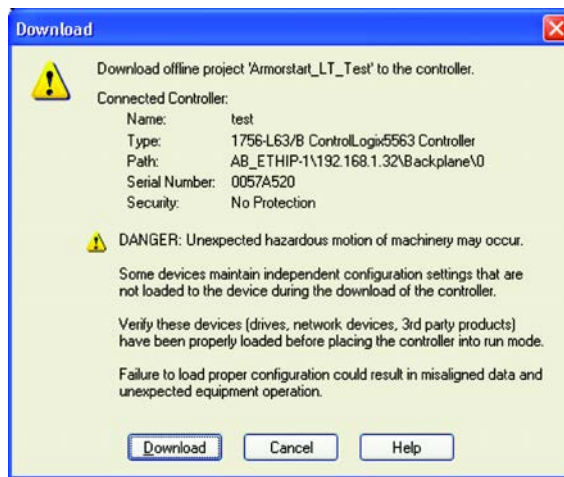 Download
Download offline project 'Armorstart_LT_Test' to the controller.
Connected Controller:
Name: test
Type: 1756-L63/B ControlLogix5563 Controller
Path: AB_ETHIP-1\192.168.1.32\Backplane\0
Serial Number: 0057A520
Security: No Protection
DANGER: Unexpected hazardous motion of machinery may occur.
Some devices maintain independent configuration settings that are
not loaded to the device during the download of the controller.
Verify these devices (drives, network devices, 3rd party products)
have been properly loaded before placing the controller into run mode.
Failure to load proper configuration could result in misaligned data and
unexpected equipment operation.
Download Cancel Help